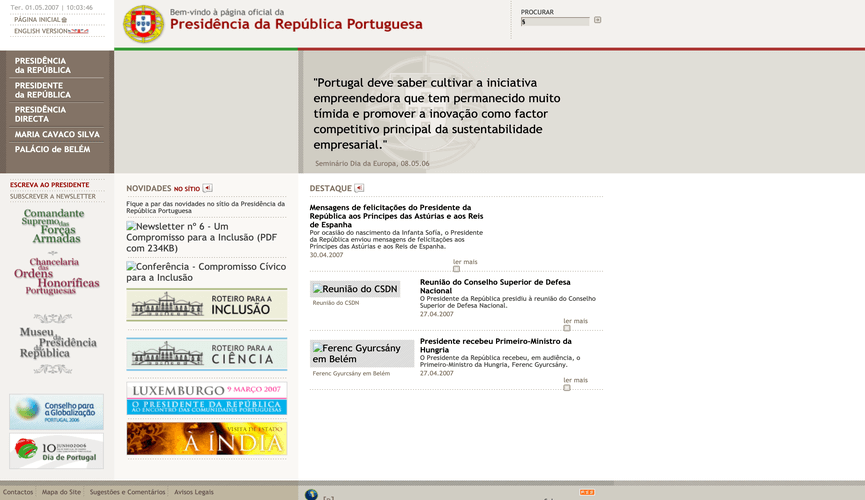 Ter, 01.05.2007 | 10:03:46
PÁGINA INICIAL
ENGLISH VERSION
Bem-vindo à página oficial da
Presidência da República Portuguesa
PROCURAR
PRESIDÊNCIA
da REPÚBLICA
PRESIDENTE
da REPÚBLICA
PRESIDÊNCIA
DIRECTA
MARIA CAVACO SILVA
PALÁCIO de BELÉM
"Portugal deve saber cultivar a iniciativa
empreendedora que tem permanecido muito
tímida e promover a inovação como factor
competitivo principal da sustentabilidade
empresarial."
Seminário Dia da Europa, 08.05.06
ESCREVA AO PRESIDENTE
SUBSCREVER A NEWSLETTER
Comandante
Supremo das
Forças
Armadas
Chancelaria
das
Ordens
Honoríficas
Portuguesas
Museu
da Presidência
da República
Conselho para
a Globalização
PORTUGAL 2006
10 JUNHO2006
Dia de Portugal
NOVIDADES NO SÍTIO
Fique a par das novidades no sítio da Presidência da
República Portuguesa
Newsletter nº 6 - Um
Compromisso para a Inclusão (PDF
com 234KB)
Conferência - Compromisso Cívico
para a Inclusão
ROTEIRO PARA A
INCLUSÃO
ROTEIRO PARA A
CIÊNCIA
LUXEMBURGO 9 MARÇO 2007
O PRESIDENTE DA REPÚBLICA
AO ENCONTRO DAS COMUNIDADES PORTUGUESAS
VISITA DE ESTADO
À ÍNDIA
DESTAQUE
Mensagens de felicitações do Presidente da
República aos Príncipes das Astúrias e aos Reis
de Espanha
Por ocasião do nascimento da Infanta Sofía, o Presidente
da República enviou mensagens de felicitações aos
Príncipes das Astúrias e aos Reis de Espanha.
30.04.2007
ler mais
Reunião do CSDN
Reunião do CSDN
Reunião do Conselho Superior de Defesa
Nacional
O Presidente da República presidiu à reunião do Conselho
Superior de Defesa Nacional.
27.04.2007
ler mais
Ferenc Gyurcsány
em Belém
Ferenc Gyurcsány em Belém
Presidente recebeu Primeiro-Ministro da
Hungria
O Presidente da República recebeu, em audiência, o
Primeiro-Ministro da Hungria, Ferenc Gyurcsány.
27.04.2007
ler mais
Contactos
Mapa do Site
Sugestões e Comentários
Avisos Legais